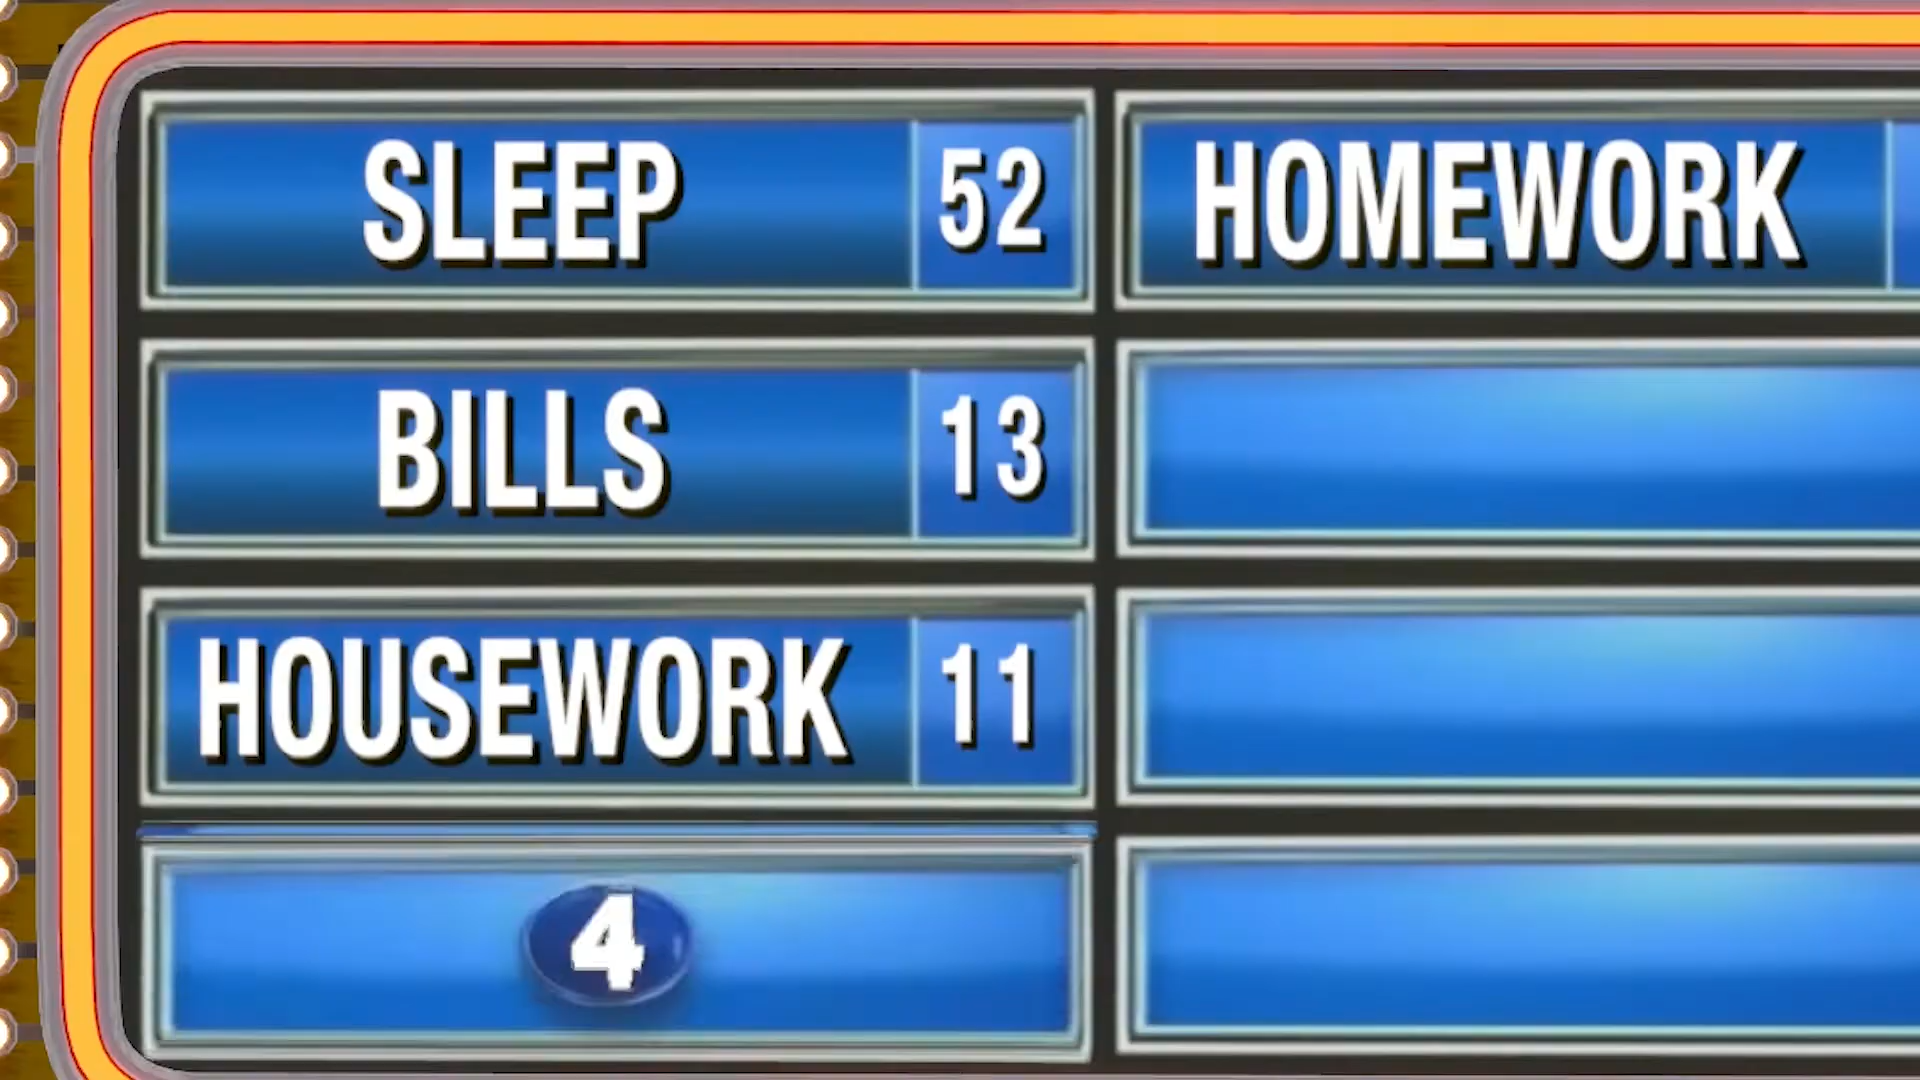 SLEEP 52
HOMEWORK
BILLS 13
HOUSEWORK 11
4